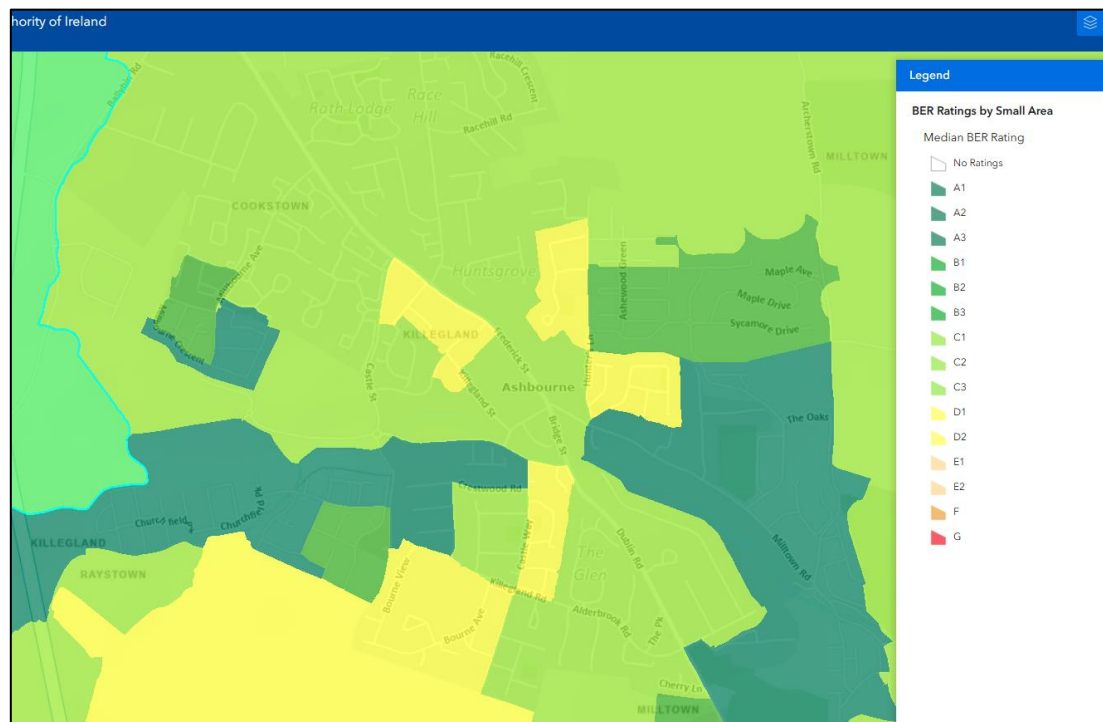 hority of Ireland
Legend
BER Ratings by Small Area
Median BER Rating
No Ratings
A1
A2
A3
B1
B2
B3
C1
C2
C3
D1
D2
E1
E2
F
G
Racehill Crescent
Rath Lodge
Race Hill
Racehill Rd
Archerstown Rd
MILLTOWN
COOKSTOWN
Huntsgrove
Ashewood Green
Maple Ave
Maple Drive
Sycamore Drive
KILLEGLAND
Frederick St
Ashbourne
Castle St
Killegland St
Bridge St
The Oaks
Crestwood Rd
Churchfield Pk
KILLEGLAND
RAYSTOWN
Castle Way
Dublin Rd
The Glen
Milltown Rd
Bourne View
Killegland Rd
Bourne Ave
Alderbrook Rd
The Pk
Cherry Ln
MILLTOWN